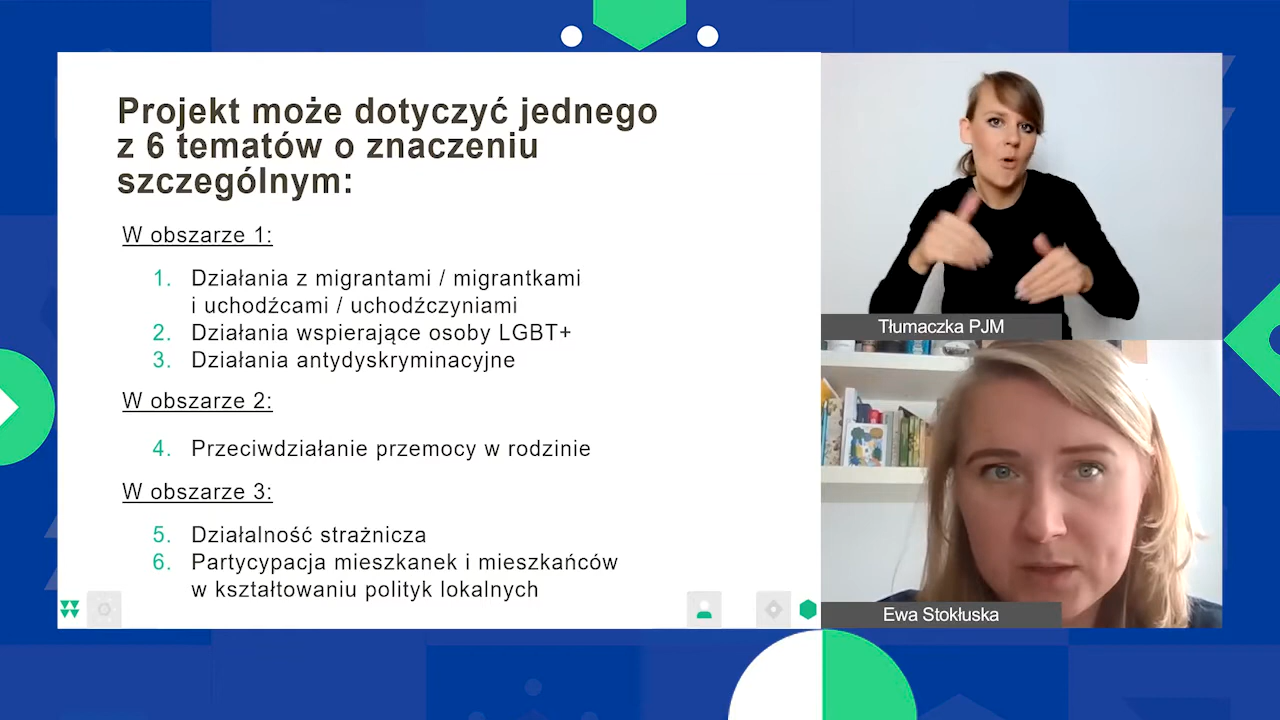 Projekt może dotyczyć jednego
z 6 tematów o znaczeniu
szczególnym:
W obszarze 1:
1. Działania z migrantami / migrantkami
i uchodźcami / uchodźczyniami
2. Działania wspierające osoby LGBT+
3. Działania antydyskryminacyjne
W obszarze 2:
4. Przeciwdziałanie przemocy w rodzinie
W obszarze 3:
5. Działalność strażnicza
6. Partycypacja mieszkanek i mieszkańców
w kształtowaniu polityk lokalnych
Tłumaczka PJM
Ewa Stokłuska